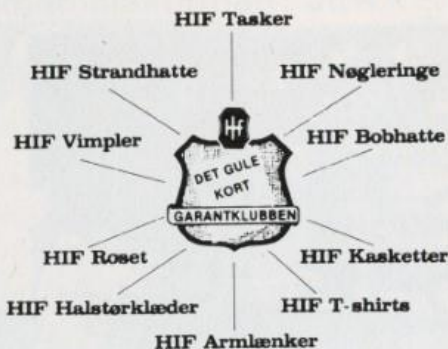 HIF Tasker
HIF Strandhatte
HIF Nøgleringe
HIF Vimpler
HIF Bobhatte
Hif
DET GULE
KORT
GARANTKLUBBEN
HIF Roset
HIF Kasketter
HIF Halstørklæder
HIF T-shirts
HIF Armlænker